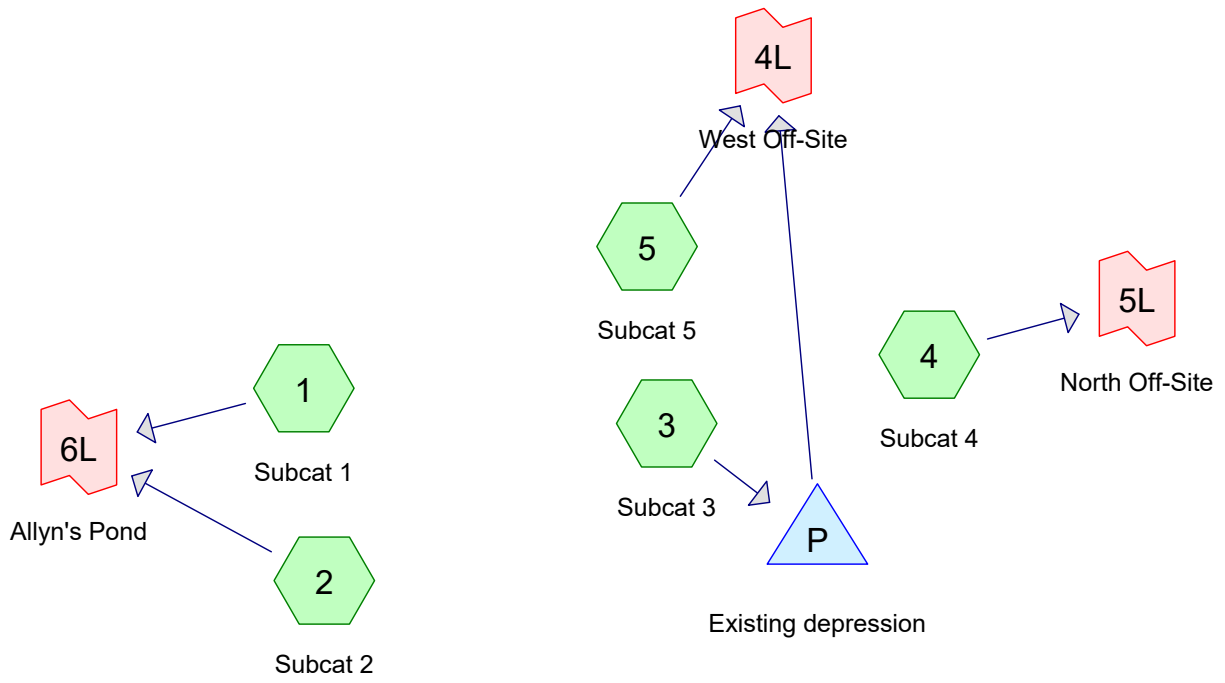 4L
West Off-Site
5
Subcat 5
5L
North Off-Site
4
Subcat 4
1
Subcat 1
3
Subcat 3
6L
Allyn's Pond
P
Existing depression
2
Subcat 2